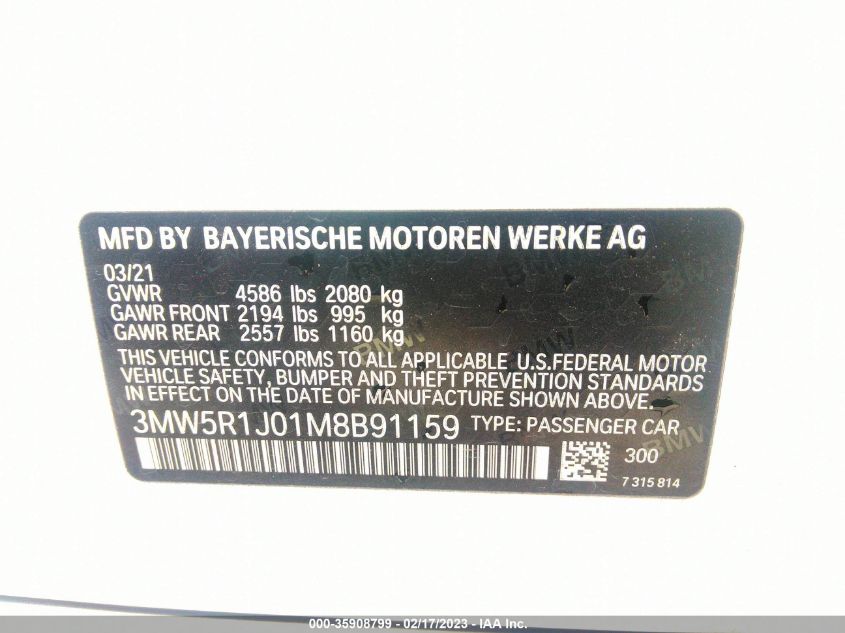 MFD BY BAYERISCHE MOTOREN WERKE AG
03/21
GVWR 4586 lbs 2080 kg
GAWR FRONT 2194 lbs 995 kg
GAWR REAR 2557 lbs 1160 kg
THIS VEHICLE CONFORMS TO ALL APPLICABLE U.S.FEDERAL MOTOR
VEHICLE SAFETY, BUMPER AND THEFT PREVENTION STANDARDS
IN EFFECT ON THE DATE OF MANUFACTURE SHOWN ABOVE.
3MW5R1J01M8B91159 TYPE: PASSENGER CAR
300
7 315 814
000-35908799 - 02/17/2023 - IAA Inc.